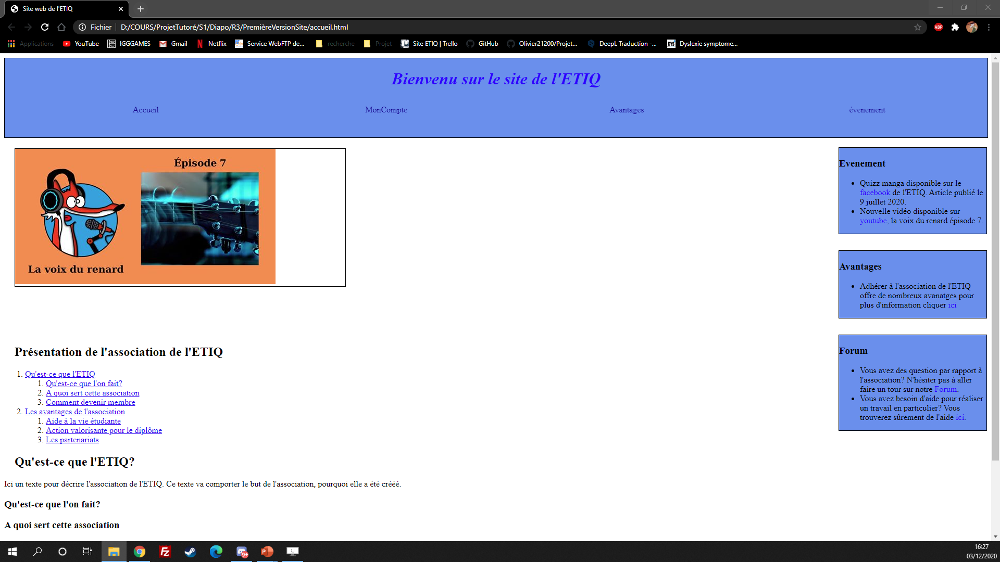 Site web de l'ETIQ
Fichier | D:/COURS/ProjetTutoré/S1/Diapo/R3/PremièreVersionSite/accueil.html
ABP
Applications YouTube IGGGAMES Gmail Netflix Service WebFTP de... recherche Projet Site ETIQ | Trello GitHub Olivier21200/Projet... DeepL Traduction -... DYS Dyslexie symptome...
Bienvenu sur le site de l'ETIQ
Accueil MonCompte Avantages évenement
Épisode 7
La voix du renard
Evenement
Quizz manga disponible sur le
facebook de l'ETIQ. Article publié le
9 juillet 2020.
Nouvelle vidéo disponible sur
youtube, la voix du renard épisode 7.
Avantages
Adhérer à l'association de l'ETIQ
offre de nombreux avanatges pour
plus d'information cliquer ici
Forum
Vous avez des question par rapport à
l'association? N'hésiter pas à aller
faire un tour sur notre Forum.
Vous avez besoin d'aide pour réaliser
un travail en particulier? Vous
trouverez sûrement de l'aide ici.
Présentation de l'association de l'ETIQ
1. Qu'est-ce que l'ETIQ
1. Qu'est-ce que l'on fait?
2. A quoi sert cette association
3. Comment devenir membre
2. Les avantages de l'association
1. Aide à la vie étudiante
2. Action valorisante pour le diplôme
3. Les partenariats
Qu'est-ce que l'ETIQ?
Ici un texte pour décrire l'association de l'ETIQ. Ce texte va comporter le but de l'association, pourquoi elle a été crééé.
Qu'est-ce que l'on fait?
A quoi sert cette association
Fz 9+ P
16:27
03/12/2020